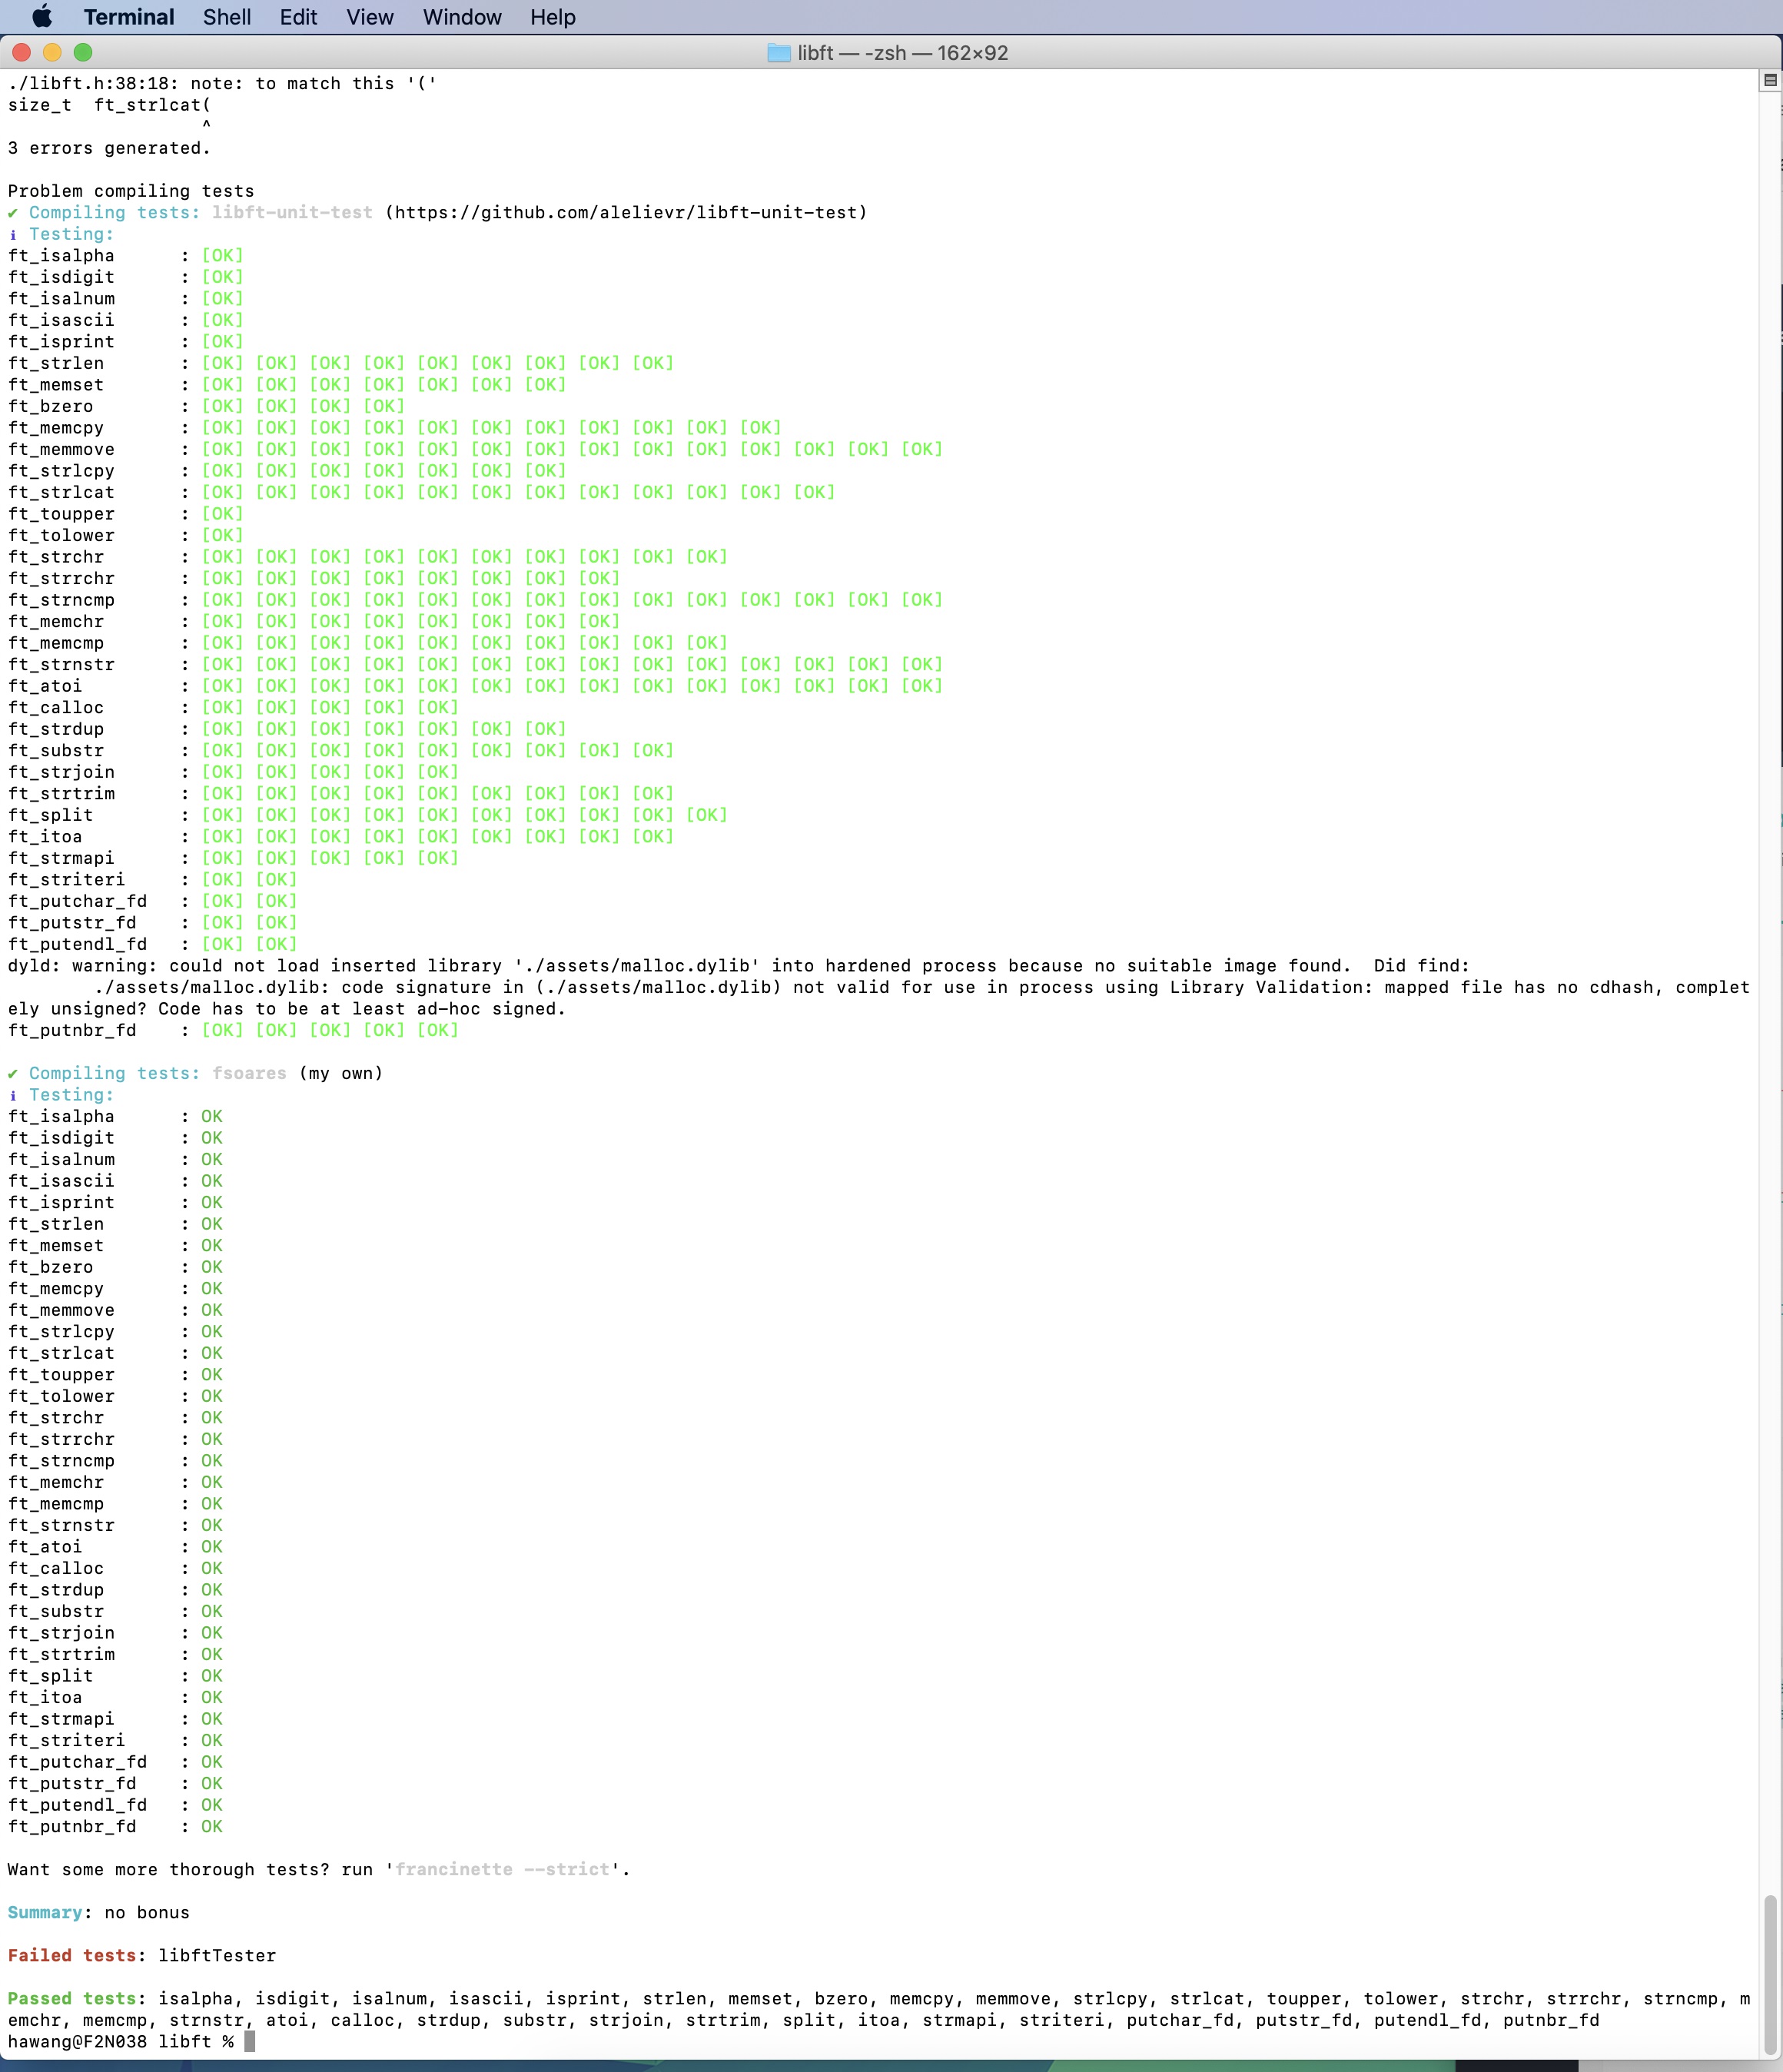 Terminal Shell Edit View Window Help
libft — -zsh — 162×92
./libft.h:38:18: note: to match this '('
size_t  ft_strlcat(
                  ^
3 errors generated.
Problem compiling tests
✔ Compiling tests: libft-unit-test (https://github.com/alelievr/libft-unit-test)
ℹ Testing:
ft_isalpha      : [OK]
ft_isdigit      : [OK]
ft_isalnum      : [OK]
ft_isascii      : [OK]
ft_isprint      : [OK]
ft_strlen       : [OK] [OK] [OK] [OK] [OK] [OK] [OK] [OK] [OK]
ft_memset       : [OK] [OK] [OK] [OK] [OK] [OK] [OK]
ft_bzero        : [OK] [OK] [OK] [OK]
ft_memcpy       : [OK] [OK] [OK] [OK] [OK] [OK] [OK] [OK] [OK] [OK] [OK]
ft_memmove      : [OK] [OK] [OK] [OK] [OK] [OK] [OK] [OK] [OK] [OK] [OK] [OK] [OK] [OK]
ft_strlcpy      : [OK] [OK] [OK] [OK] [OK] [OK] [OK]
ft_strlcat      : [OK] [OK] [OK] [OK] [OK] [OK] [OK] [OK] [OK] [OK] [OK] [OK]
ft_toupper      : [OK]
ft_tolower      : [OK]
ft_strchr       : [OK] [OK] [OK] [OK] [OK] [OK] [OK] [OK] [OK] [OK]
ft_strrchr      : [OK] [OK] [OK] [OK] [OK] [OK] [OK] [OK]
ft_strncmp      : [OK] [OK] [OK] [OK] [OK] [OK] [OK] [OK] [OK] [OK] [OK] [OK] [OK] [OK]
ft_memchr       : [OK] [OK] [OK] [OK] [OK] [OK] [OK] [OK]
ft_memcmp       : [OK] [OK] [OK] [OK] [OK] [OK] [OK] [OK] [OK] [OK]
ft_strnstr      : [OK] [OK] [OK] [OK] [OK] [OK] [OK] [OK] [OK] [OK] [OK] [OK] [OK] [OK]
ft_atoi         : [OK] [OK] [OK] [OK] [OK] [OK] [OK] [OK] [OK] [OK] [OK] [OK] [OK] [OK]
ft_calloc       : [OK] [OK] [OK] [OK] [OK]
ft_strdup       : [OK] [OK] [OK] [OK] [OK] [OK] [OK]
ft_substr       : [OK] [OK] [OK] [OK] [OK] [OK] [OK] [OK] [OK]
ft_strjoin      : [OK] [OK] [OK] [OK] [OK]
ft_strtrim      : [OK] [OK] [OK] [OK] [OK] [OK] [OK] [OK] [OK]
ft_split        : [OK] [OK] [OK] [OK] [OK] [OK] [OK] [OK] [OK] [OK]
ft_itoa         : [OK] [OK] [OK] [OK] [OK] [OK] [OK] [OK] [OK]
ft_strmapi      : [OK] [OK] [OK] [OK] [OK]
ft_striteri     : [OK] [OK]
ft_putchar_fd   : [OK] [OK]
ft_putstr_fd    : [OK] [OK]
ft_putendl_fd   : [OK] [OK]
dyld: warning: could not load inserted library './assets/malloc.dylib' into hardened process because no suitable image found.  Did find:
        ./assets/malloc.dylib: code signature in (./assets/malloc.dylib) not valid for use in process using Library Validation: mapped file has no cdhash, complet
ely unsigned? Code has to be at least ad-hoc signed.
ft_putnbr_fd    : [OK] [OK] [OK] [OK] [OK]
✔ Compiling tests: fsoares (my own)
ℹ Testing:
ft_isalpha      : OK
ft_isdigit      : OK
ft_isalnum      : OK
ft_isascii      : OK
ft_isprint      : OK
ft_strlen       : OK
ft_memset       : OK
ft_bzero        : OK
ft_memcpy       : OK
ft_memmove      : OK
ft_strlcpy      : OK
ft_strlcat      : OK
ft_toupper      : OK
ft_tolower      : OK
ft_strchr       : OK
ft_strrchr      : OK
ft_strncmp      : OK
ft_memchr       : OK
ft_memcmp       : OK
ft_strnstr      : OK
ft_atoi         : OK
ft_calloc       : OK
ft_strdup       : OK
ft_substr       : OK
ft_strjoin      : OK
ft_strtrim      : OK
ft_split        : OK
ft_itoa         : OK
ft_strmapi      : OK
ft_striteri     : OK
ft_putchar_fd   : OK
ft_putstr_fd    : OK
ft_putendl_fd   : OK
ft_putnbr_fd    : OK
Want some more thorough tests? run 'francinette --strict'.
Summary: no bonus
Failed tests: libftTester
Passed tests: isalpha, isdigit, isalnum, isascii, isprint, strlen, memset, bzero, memcpy, memmove, strlcpy, strlcat, toupper, tolower, strchr, strrchr, strncmp, m
emchr, memcmp, strnstr, atoi, calloc, strdup, substr, strjoin, strtrim, split, itoa, strmapi, striteri, putchar_fd, putstr_fd, putendl_fd, putnbr_fd
hawang@F2N038 libft %